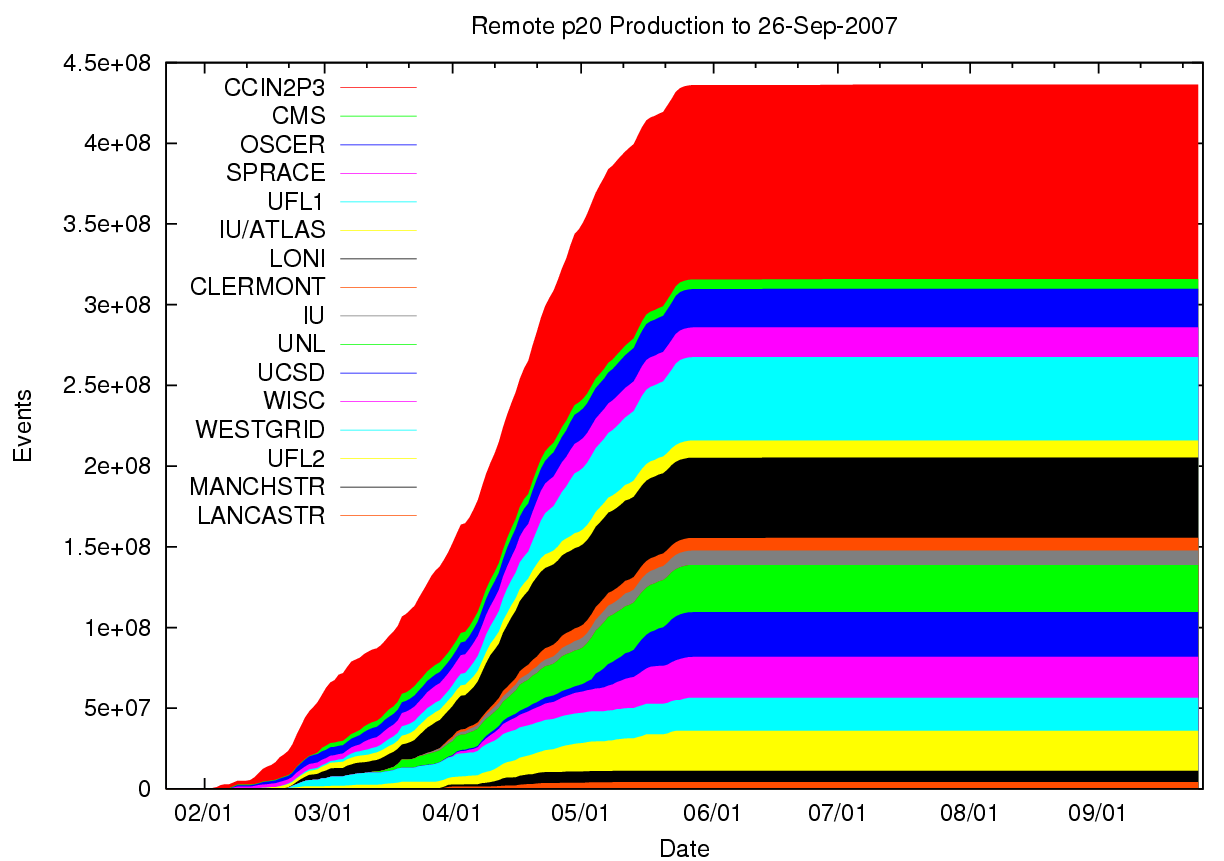 Remote p20 Production to 26-Sep-2007
4.5e+08
4e+08
3.5e+08
3e+08
2.5e+08
2e+08
1.5e+08
1e+08
5e+07
0
Events
CCIN2P3
CMS
OSCER
SPRACE
UFL1
IU/ATLAS
LONI
CLERMONT
IU
UNL
UCSD
WISC
WESTGRID
UFL2
MANCHSTR
LANCASTR
02/01 03/01 04/01 05/01 06/01 07/01 08/01 09/01
Date